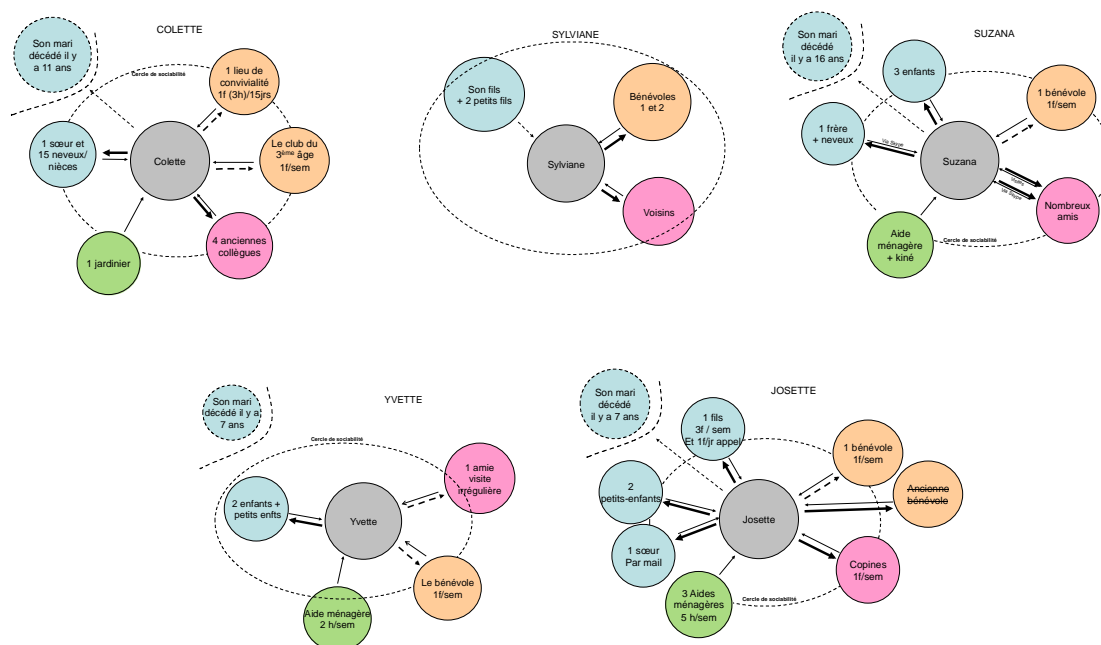 COLETTE
Son mari
décédé il y
a 11 ans
Cercle de sociabilité
1 lieu de
convivialité
1f (3h)/15jrs
1 sœur et
15 neveux/
nièces
Colette
Le club du
3ème âge
1f/sem
4 anciennes
collègues
1 jardinier
SYLVIANE
Son fils
+ 2 petits fils
Bénévoles
1 et 2
Sylviane
Voisins
SUZANA
Son mari
décédé
il y a 16 ans
3 enfants
1 bénévole
1f/sem
1 frère
+ neveux
Via Skype
Suzana
Visites
Via Skype
Nombreux
amis
Aide
ménagère
+ kiné
Cercle de sociabilité
YVETTE
Son mari
décédé il y a
7 ans
Cercle de sociabilité
1 amie
visite
irrégulière
2 enfants +
petits enfts
Yvette
Le bénévole
1f/sem
Aide ménagère
2 h/sem
JOSETTE
Son mari
décédé
il y a 7 ans
1 fils
3f / sem
Et 1f/jr appel
1 bénévole
1f/sem
Ancienne
bénévole
2
petits-enfants
Josette
1 sœur
Par mail
Copines
1f/sem
3 Aides
ménagères
5 h/sem
Cercle de sociabilité